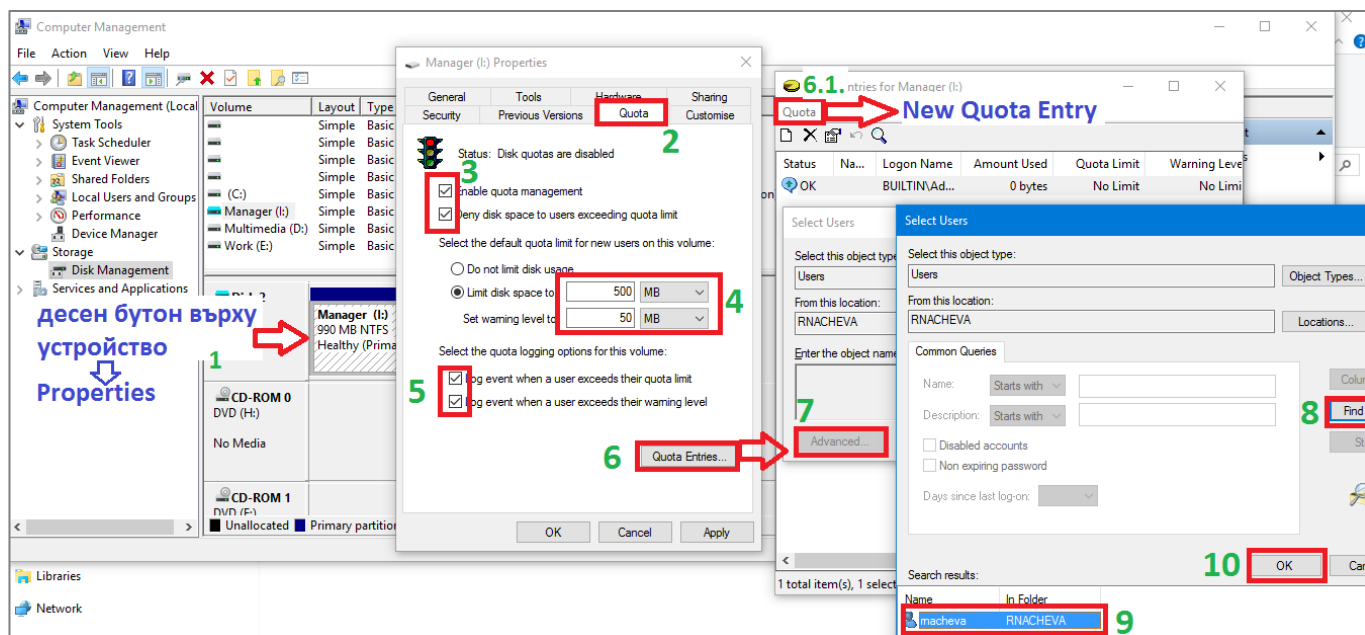 Computer Management
File Action View Help
Computer Management (Local
System Tools
Task Scheduler
Event Viewer
Shared Folders
Local Users and Groups
Performance
Device Manager
Storage
Disk Management
Services and Applications
десен бутон върху
устройство
Properties
1
Volume Layout Type
Simple Basic
Simple Basic
Simple Basic
Simple Basic
(C:) Simple Basic
Manager (I:) Simple Basic
Multimedia (D:) Simple Basic
Work (E:) Simple Basic
Manager (I:)
990 MB NTFS
Healthy (Prima
CD-ROM 0
DVD (H:)
No Media
CD-ROM 1
DVD (F:)
Unallocated Primary partition
Libraries
Network
Manager (I:) Properties
General Tools Hardware Sharing
Security Previous Versions Quota Customise
2
Status: Disk quotas are disabled
3
Enable quota management
Deny disk space to users exceeding quota limit
Select the default quota limit for new users on this volume:
Do not limit disk usage
Limit disk space to 500 MB
4
Set warning level to 50 MB
Select the quota logging options for this volume:
5
Log event when a user exceeds their quota limit
Log event when a user exceeds their warning level
6
Quota Entries...
OK Cancel Apply
6.1. ntries for Manager (I:)
Quota New Quota Entry
Status Na... Logon Name Amount Used Quota Limit Warning Leve
OK BUILTIN\Ad... 0 bytes No Limit No Limi
Select Users
Select this object type
Users
From this location:
RNACHEVA
Enter the object name
7
Advanced...
1 total item(s), 1 select
Select Users
Select this object type:
Users Object Types...
From this location:
RNACHEVA Locations...
Common Queries
Name: Starts with
Colu
Description: Starts with
8
Find
Disabled accounts
St
Non expiring password
Days since last log-on:
10
OK Can
Search results:
Name In Folder
macheva RNACHEVA
9